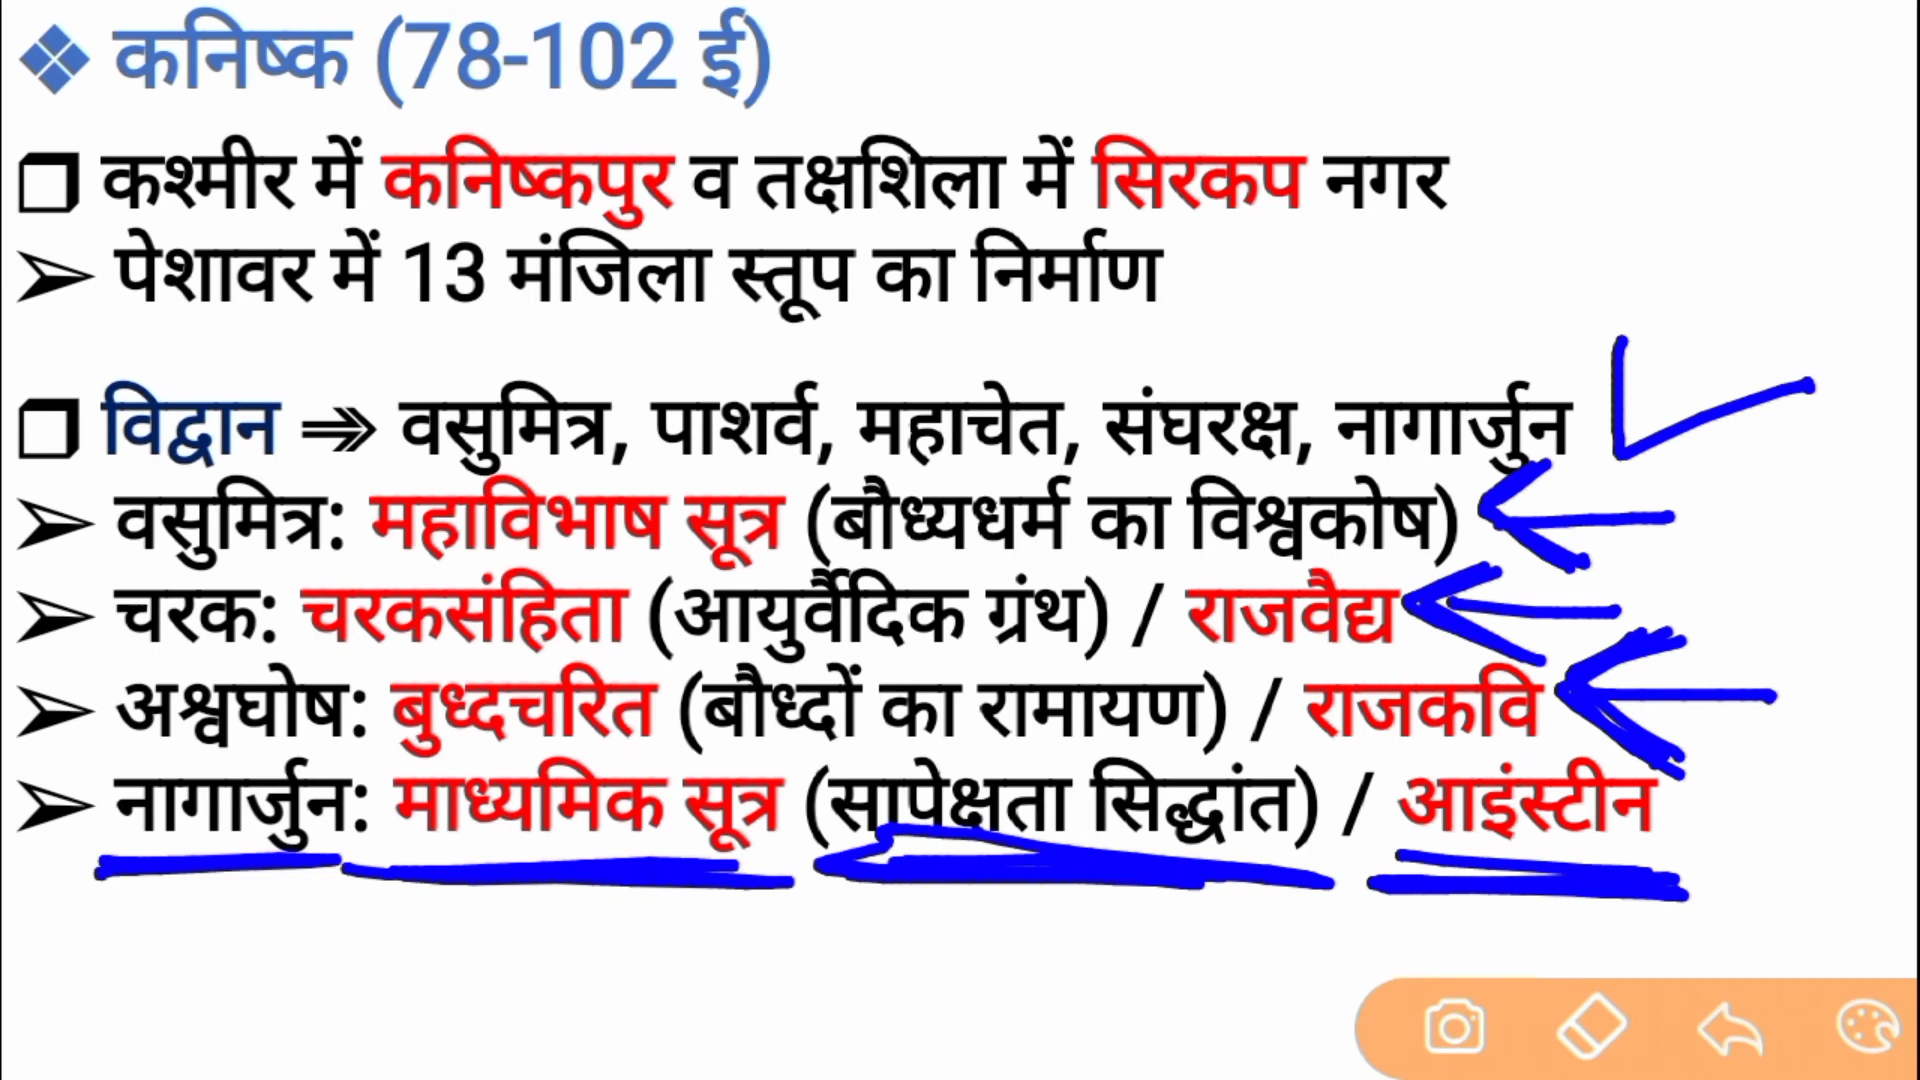 ❖ कनिष्क (78-102 ई)
❒ कश्मीर में कनिष्कपुर व तक्षशिला में सिरकप नगर
➢ पेशावर में 13 मंजिला स्तूप का निर्माण
❒ विद्वान ⇒ वसुमित्र, पाशर्व, महाचेत, संघरक्ष, नागार्जुन
➢ वसुमित्र: महाविभाष सूत्र (बौध्यधर्म का विश्वकोष)
➢ चरक: चरकसंहिता (आयुर्वैदिक ग्रंथ) / राजवैद्य
➢ अश्वघोष: बुध्दचरित (बौध्दों का रामायण) / राजकवि
➢ नागार्जुन: माध्यमिक सूत्र (सापेक्षता सिद्धांत) / आइंस्टीन